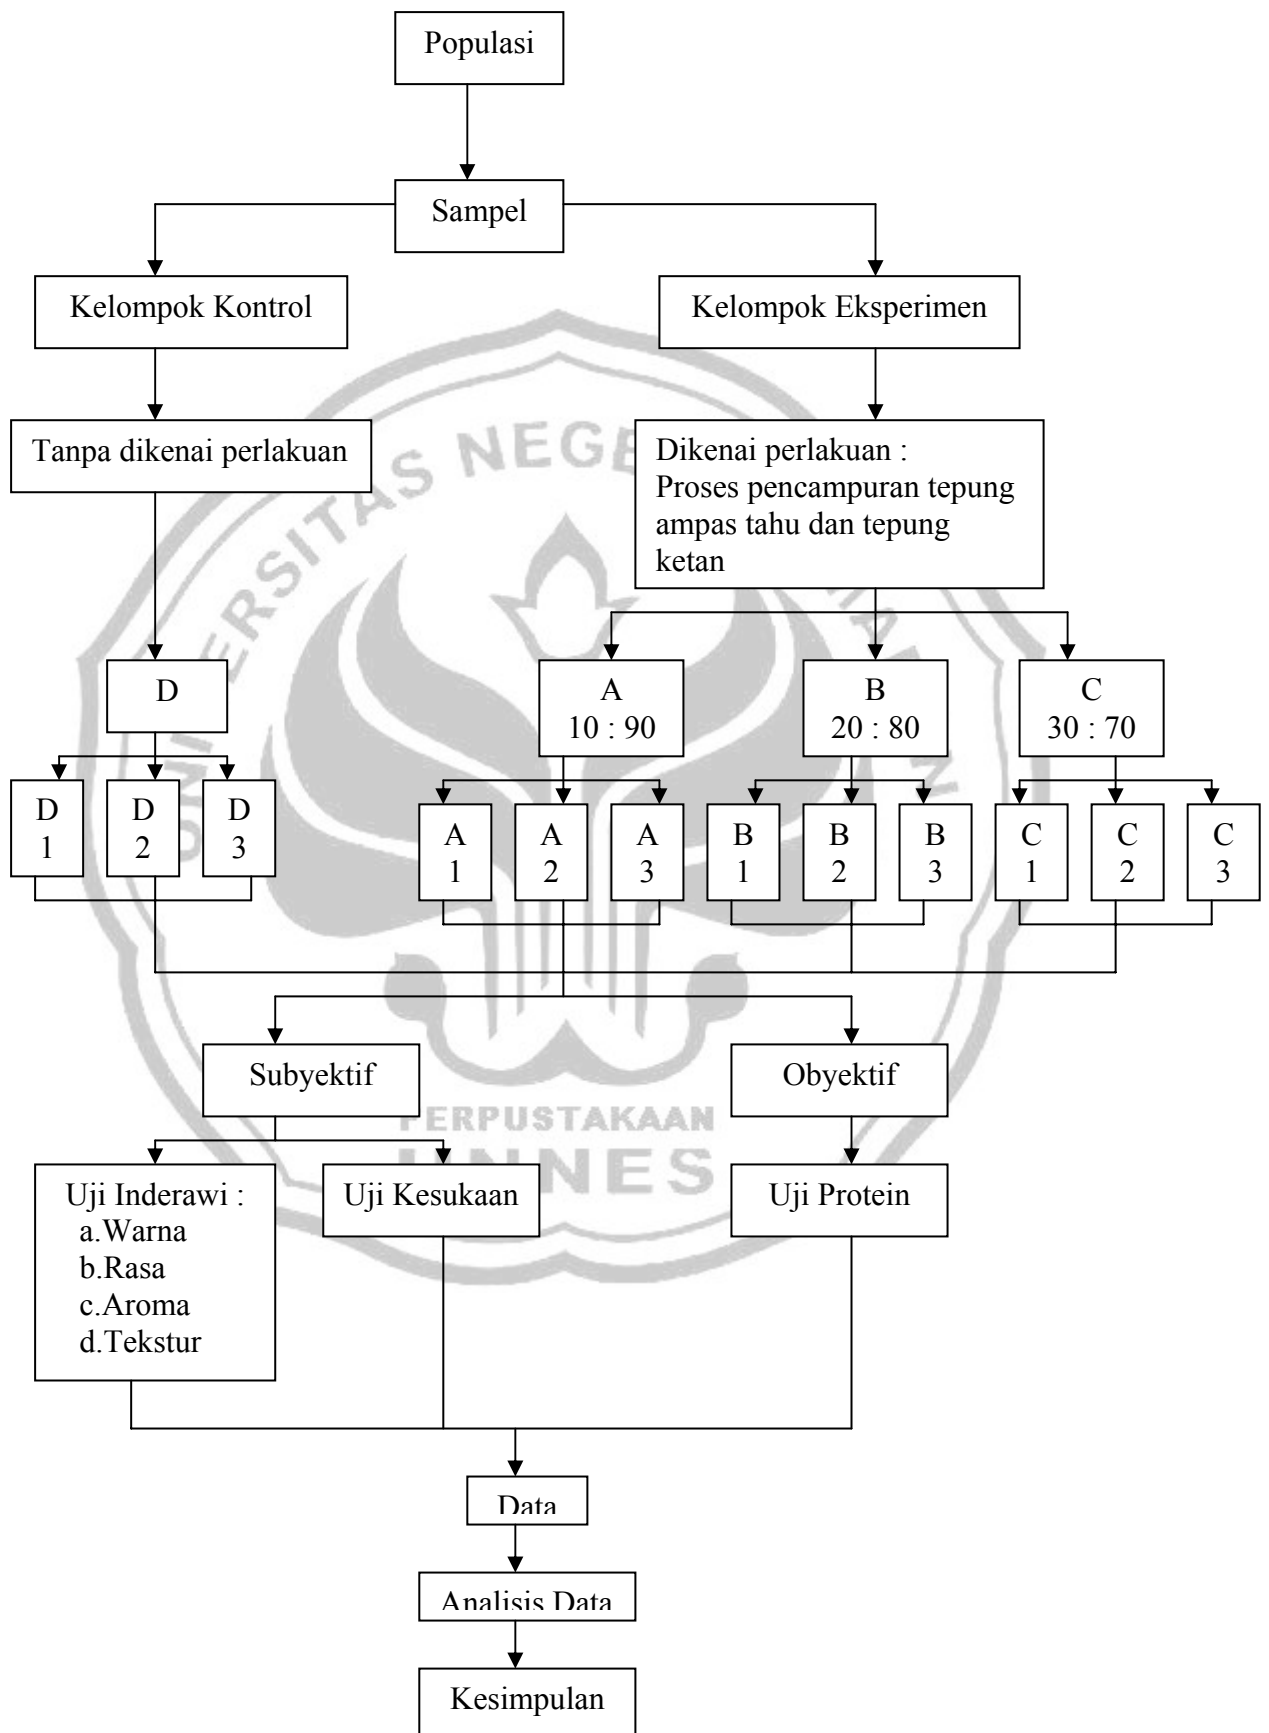 Populasi
Sampel
Kelompok Kontrol
Kelompok Eksperimen
Tanpa dikenai perlakuan
Dikenai perlakuan :
Proses pencampuran tepung
ampas tahu dan tepung
ketan
D
A
10 : 90
B
20 : 80
C
30 : 70
D
1
D
2
D
3
A
1
A
2
A
3
B
1
B
2
B
3
C
1
C
2
C
3
Subyektif
Obyektif
PERPUSTAKAAN
UNNES
Uji Inderawi :
a.Warna
b.Rasa
c.Aroma
d.Tekstur
Uji Kesukaan
Uji Protein
Data
Analisis Data
Kesimpulan